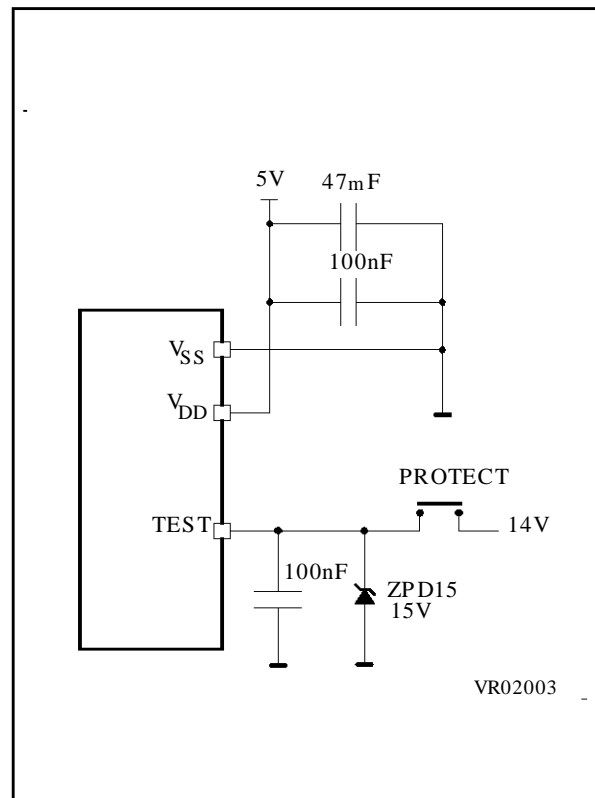 5V
47mF
100nF
VSS
VDD
PROTECT
TEST
14V
100nF
ZPD15
15V
VR02003